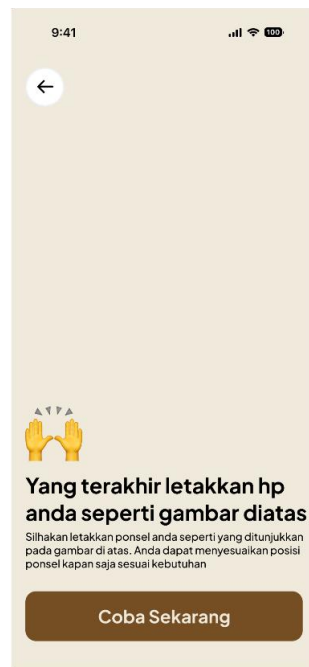 9:41
100
Yang terakhir letakkan hp
anda seperti gambar diatas
Silhakan letakkan ponsel anda seperti yang ditunjukkan
pada gambar di atas. Anda dapat menyesuaikan posisi
ponsel kapan saja sesuai kebutuhan
Coba Sekarang